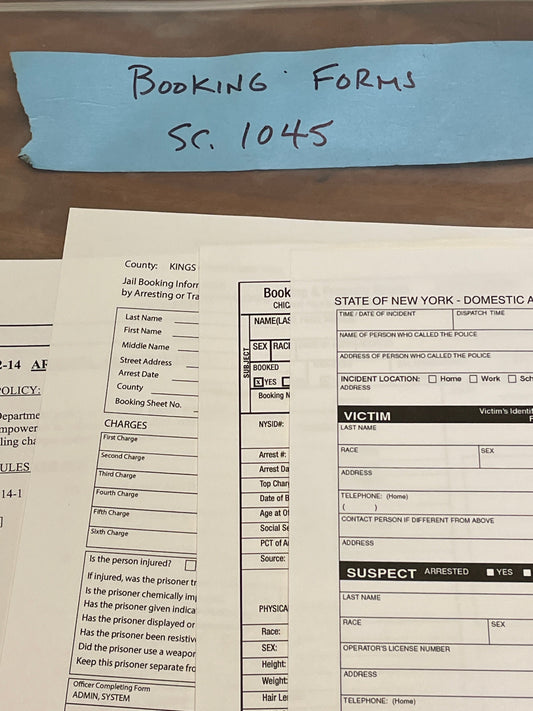 BOOKING FORMS
SC. 1045
2-14
POLICY:
ling cha
ULES
14-1
]
County: KINGS
Jail Booking Infor
by Arresting or Tra
Last Name
First Name
Middle Name
Street Address
Arrest Date
County
Booking Sheet No.
CHARGES
First Charge
Second Charge
Third Charge
Fourth Charge
Fifth Charge
Sixth Charge
Is the person injured?
If injured, was the prisoner tr
Is the prisoner chemically im
Has the prisoner given indica
Has the prisoner displayed or
Has the prisoner been resistiv
Did the prisoner use a weapo
Keep this prisoner separate fro
Officer Completing Form
ADMIN, SYSTEM
Book
CHIC
NAME(LAS
SUBJECT
SEX RACE
BOOKED
X YES
Booking N
NYSID#:
Arrest #:
Arrest Da
Top Char
Date of B
Age at Of
Social Se
PCT of A
Source:
PHYSICA
Race:
SEX:
Height:
Weight:
Hair Le
STATE OF NEW YORK - DOMESTIC
TIME / DATE OF INCIDENT DISPATCH TIME
NAME OF PERSON WHO CALLED THE POLICE
ADDRESS OF PERSON WHO CALLED THE POLICE
INCIDENT LOCATION: Home Work Sch
ADDRESS
VICTIM Victim's Identi
LAST NAME
RACE SEX
ADDRESS
TELEPHONE: (Home)
( )
CONTACT PERSON IF DIFFERENT FROM ABOVE
ADDRESS
SUSPECT ARRESTED YES
LAST NAME
RACE SEX
OPERATOR'S LICENSE NUMBER
ADDRESS
TELEPHONE: (Home)